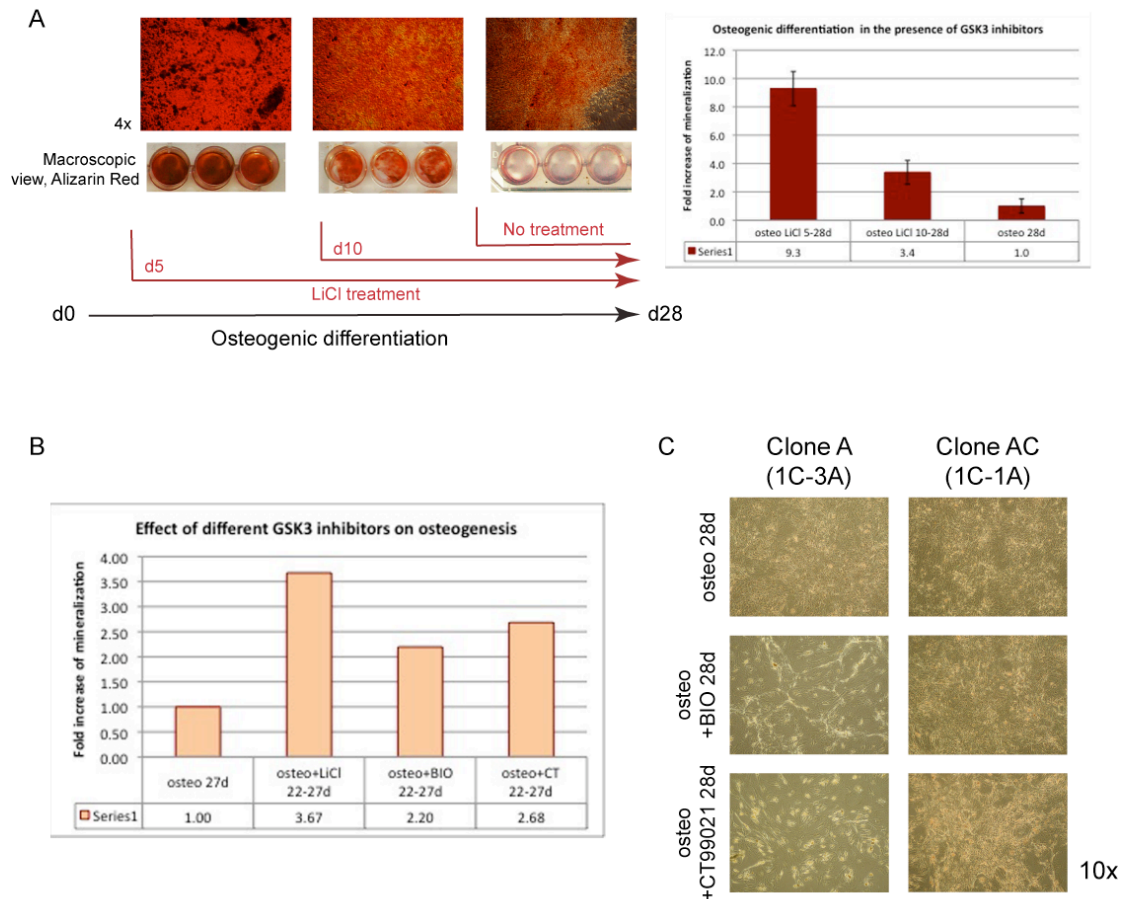 A
4x
Macroscopic
view, Alizarin Red
No treatment
d10
d5
LiCl treatment
d0
d28
Osteogenic differentiation
Osteogenic differentiation in the presence of GSK3 inhibitors
Fold increase of mineralization
12.0
10.0
8.0
6.0
4.0
2.0
0.0
osteo LiCl 5-28d osteo LiCl 10-28d osteo 28d
Series1 9.3 3.4 1.0
B
Effect of different GSK3 inhibitors on osteogenesis
Fold increase of mineralization
4.00
3.50
3.00
2.50
2.00
1.50
1.00
0.50
0.00
osteo 27d osteo+LiCl osteo+BIO osteo+CT
22-27d 22-27d 22-27d
Series1 1.00 3.67 2.20 2.68
C
Clone A Clone AC
(1C-3A) (1C-1A)
osteo 28d
osteo
+BIO 28d
osteo
+CT99021 28d
10x